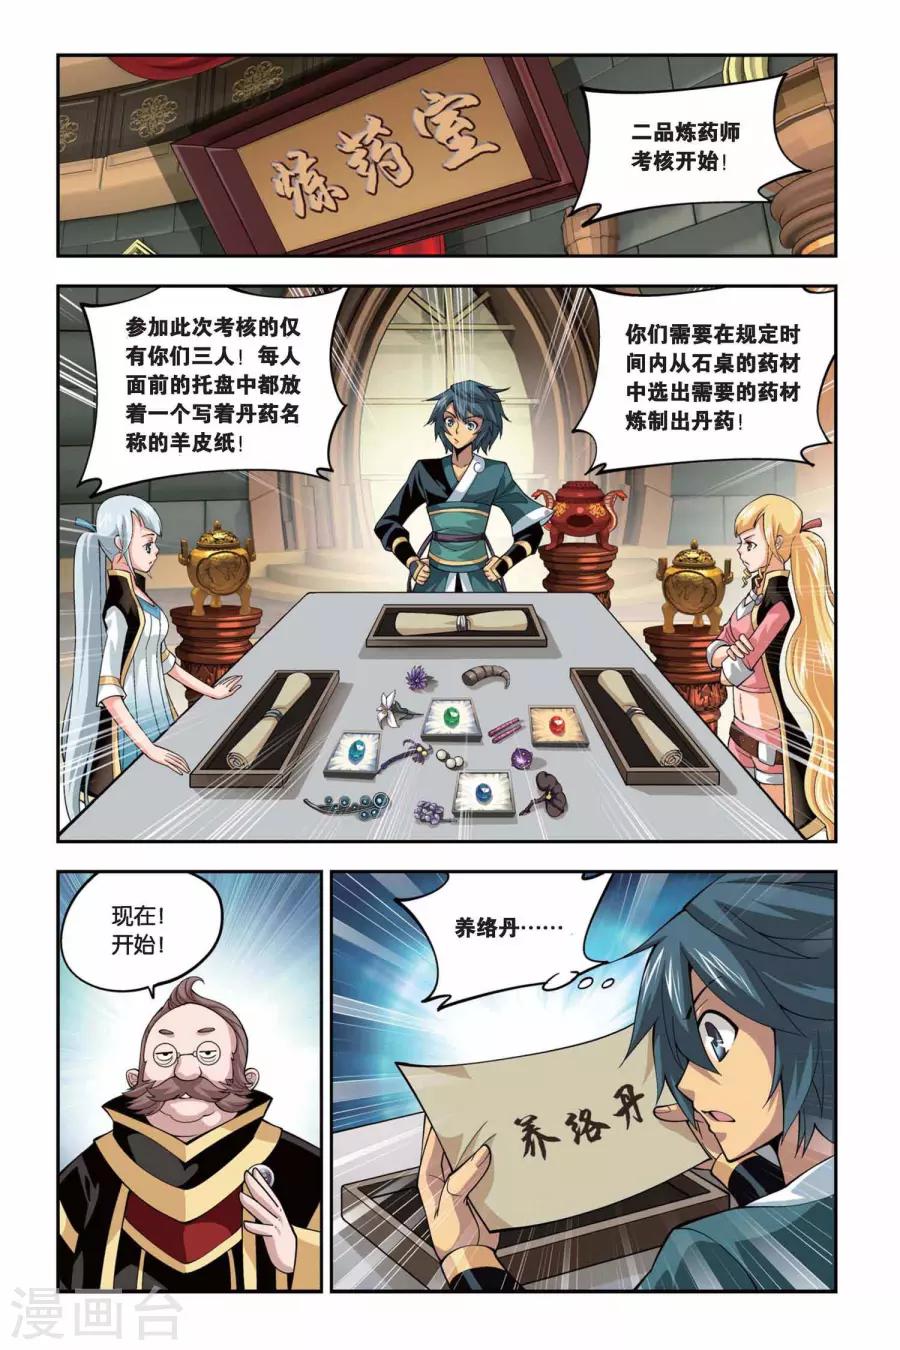 炼药室
二品炼药师
考核开始！
参加此次考核的仅
有你们三人！每人
面前的托盘中都放
着一个写着丹药名
称的羊皮纸！
你们需要在规定时
间内从石桌的药材
中选出需要的药材
炼制出丹药！
现在！
开始！
养络丹……
养络丹
漫画台